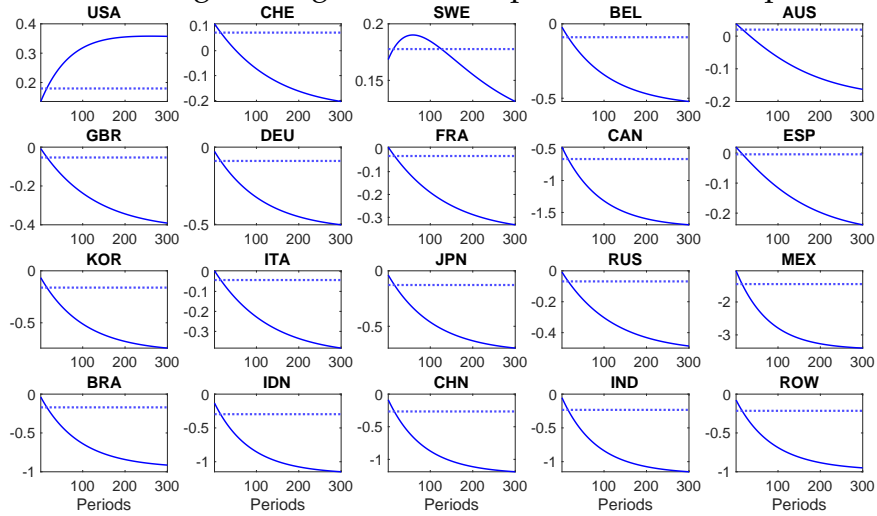 USA CHE SWE BEL AUS
0.4 0.1 0.2 0 0
0.3 0 0.15 -0.5 -0.1
0.2 -0.1 -0.2
-0.2
100 200 300 100 200 300 100 200 300 100 200 300 100 200 300
GBR DEU FRA CAN ESP
0 0 0 -0.5 0
-0.2 -0.5 -0.1 -1 -0.1
-0.4 -0.2 -1.5 -0.2
-0.3
100 200 300 100 200 300 100 200 300 100 200 300 100 200 300
KOR ITA JPN RUS MEX
-0.5 0 0 0 -2
-0.1 -0.5 -0.2 -3
-0.2 -0.4
-0.3
100 200 300 100 200 300 100 200 300 100 200 300 100 200 300
BRA IDN CHN IND ROW
0 0 0 0 0
-0.5 -0.5 -0.5 -0.5 -0.5
-1 -1 -1 -1 -1
100 200 300 100 200 300 100 200 300 100 200 300 100 200 300
Periods Periods Periods Periods Periods